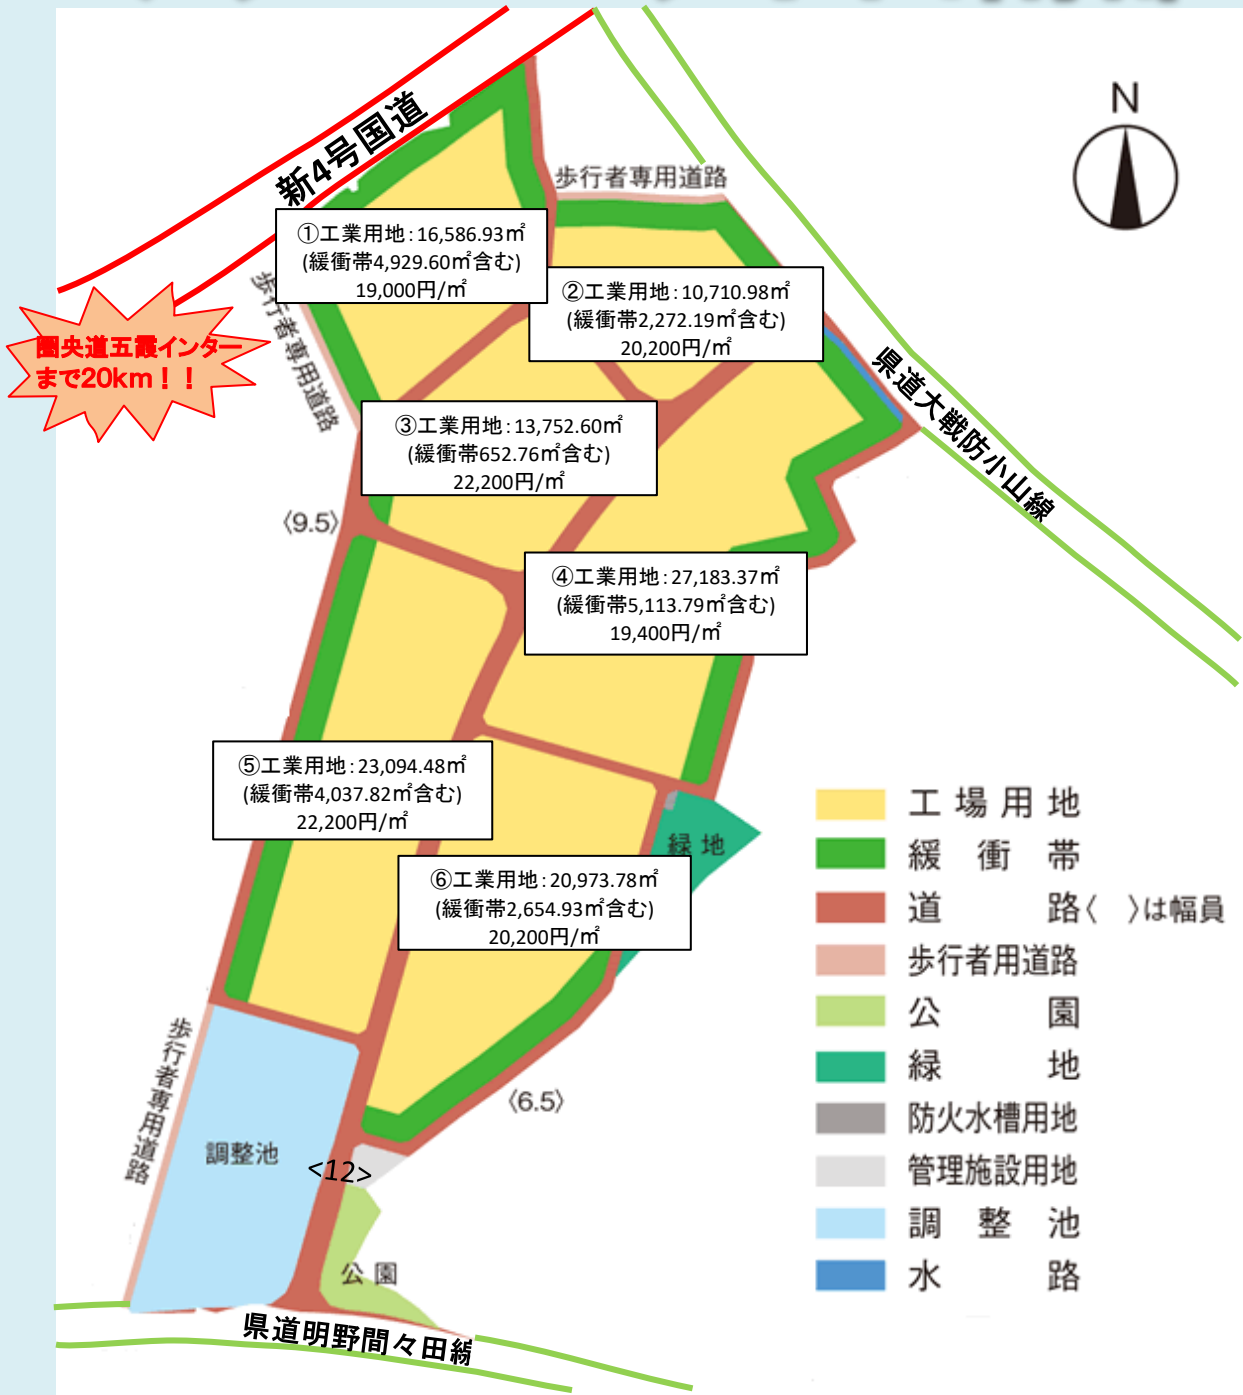 新4号国道
歩行者専用道路
N
①工業用地:16,586.93㎡
(緩衝帯4,929.60㎡含む)
19,000円/㎡
②工業用地:10,710.98㎡
(緩衝帯2,272.19㎡含む)
20,200円/㎡
歩行者専用道路
圏央道五霞インター
まで20km!!
県道大戦防小山線
③工業用地:13,752.60㎡
(緩衝帯652.76㎡含む)
22,200円/㎡
〈9.5〉
④工業用地:27,183.37㎡
(緩衝帯5,113.79㎡含む)
19,400円/㎡
⑤工業用地:23,094.48㎡
(緩衝帯4,037.82㎡含む)
22,200円/㎡
緑地
⑥工業用地:20,973.78㎡
(緩衝帯2,654.93㎡含む)
20,200円/㎡
工場用地
緩衝帯
道路〈 〉は幅員
歩行者用道路
公園
緑地
防火水槽用地
管理施設用地
調整池
水路
歩行者専用道路
〈6.5〉
調整池
<12>
公園
県道明野間々田線